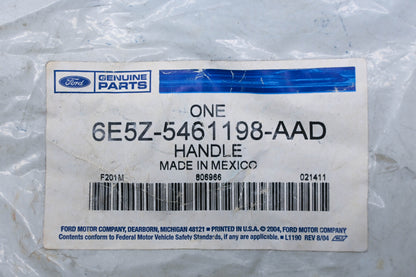 Ford
GENUINE
PARTS
ONE
6E5Z-5461198-AAD
HANDLE
MADE IN MEXICO
F201M 806966 021411
FORD MOTOR COMPANY, DEARBORN, MICHIGAN 48121 ■ PRINTED IN U.S.A. © 2004, FORD MOTOR COMPANY
Contents conform to Federal Motor Vehicle Safety Standards, if any are applicable. ■ L1190 REV 8/04